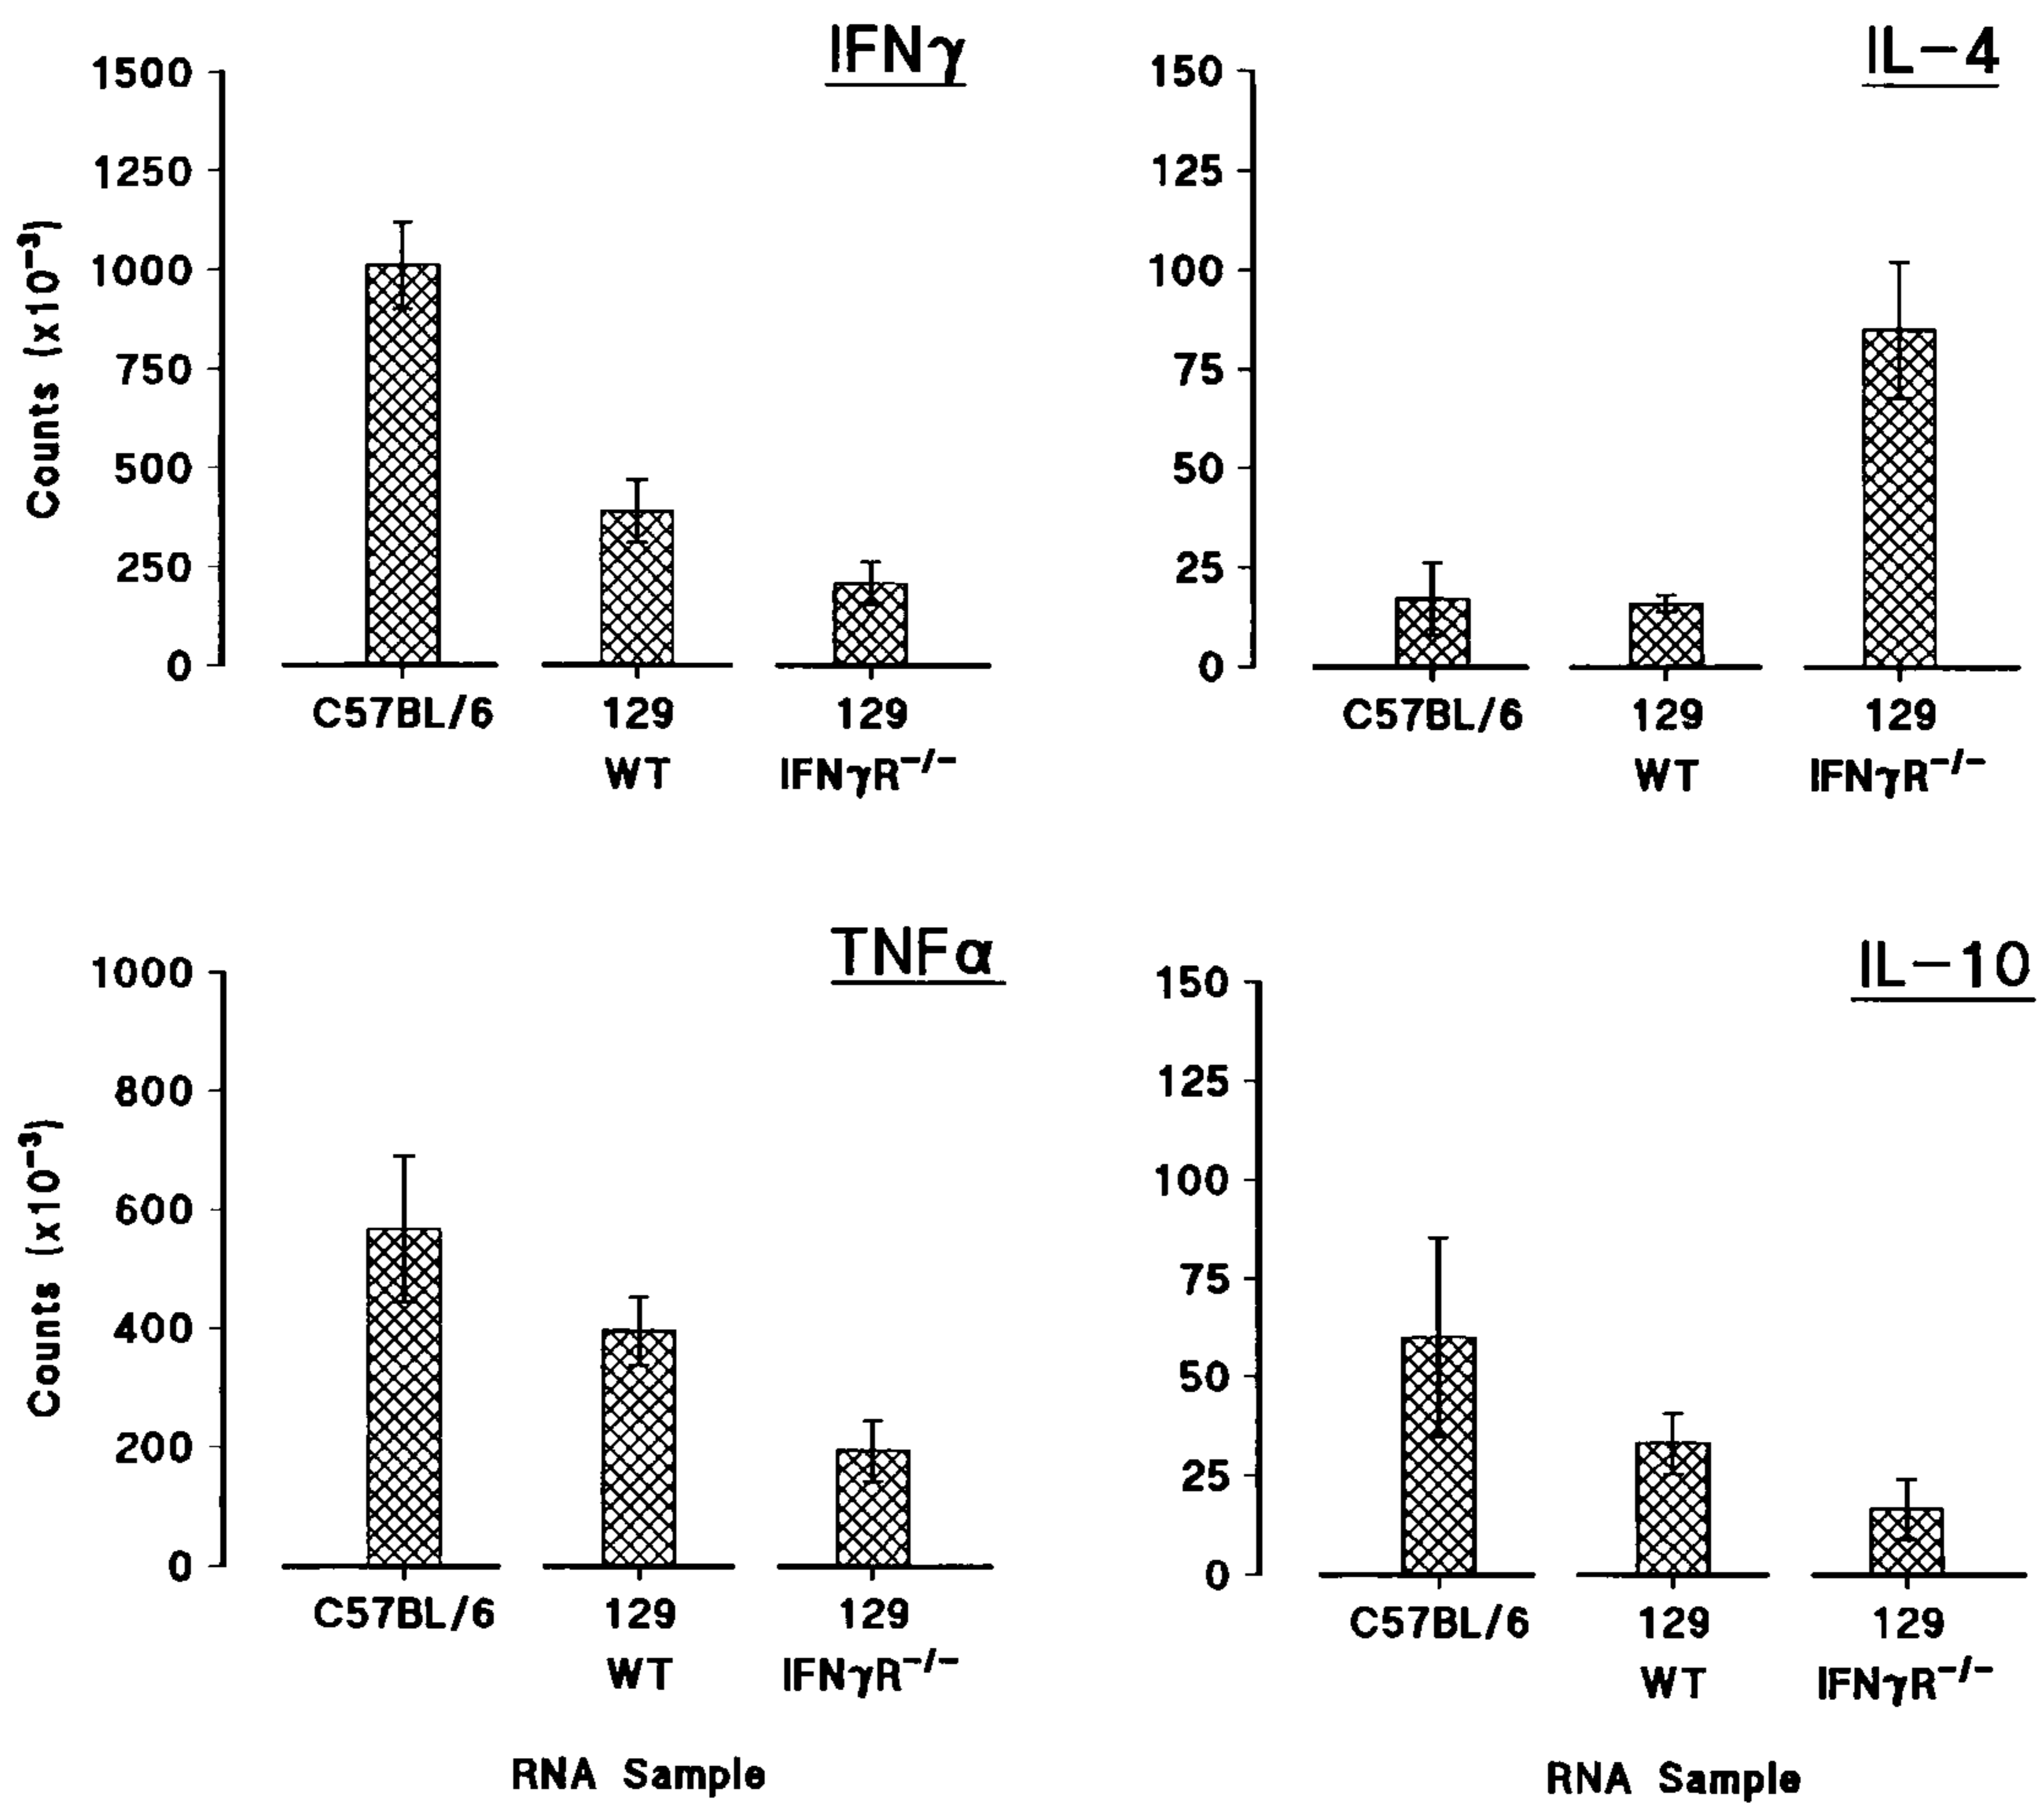 IFNγ
1500
1250
1000
750
500
250
0
Counts (x10⁻³)
C57BL/6
129
WT
129
IFNγR⁻/⁻
IL-4
150
125
100
75
50
25
0
C57BL/6
129
WT
129
IFNγR⁻/⁻
TNFα
1000
800
600
400
200
0
Counts (x10⁻³)
C57BL/6
129
WT
129
IFNγR⁻/⁻
RNA Sample
IL-10
150
125
100
75
50
25
0
C57BL/6
129
WT
129
IFNγR⁻/⁻
RNA Sample